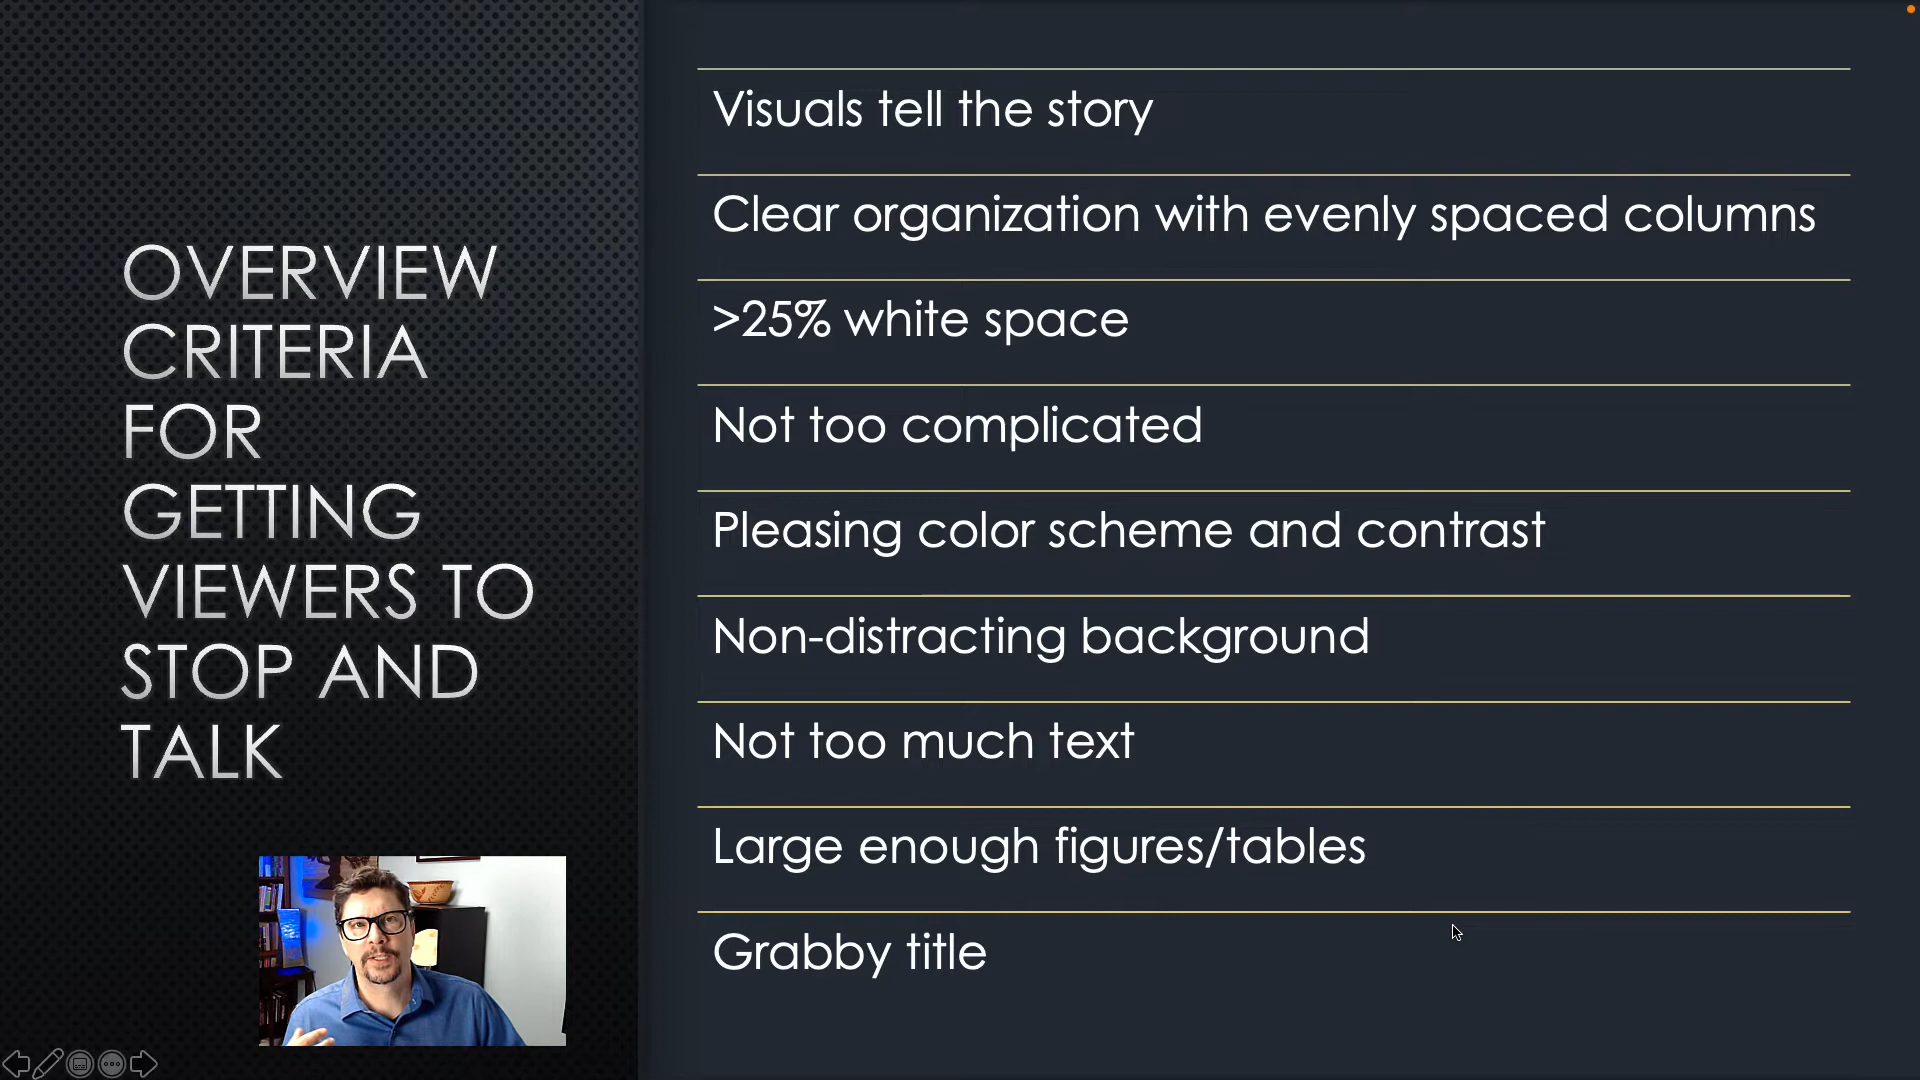 OVERVIEW
CRITERIA
FOR
GETTING
VIEWERS TO
STOP AND
TALK
Visuals tell the story
Clear organization with evenly spaced columns
>25% white space
Not too complicated
Pleasing color scheme and contrast
Non-distracting background
Not too much text
Large enough figures/tables
Grabby title